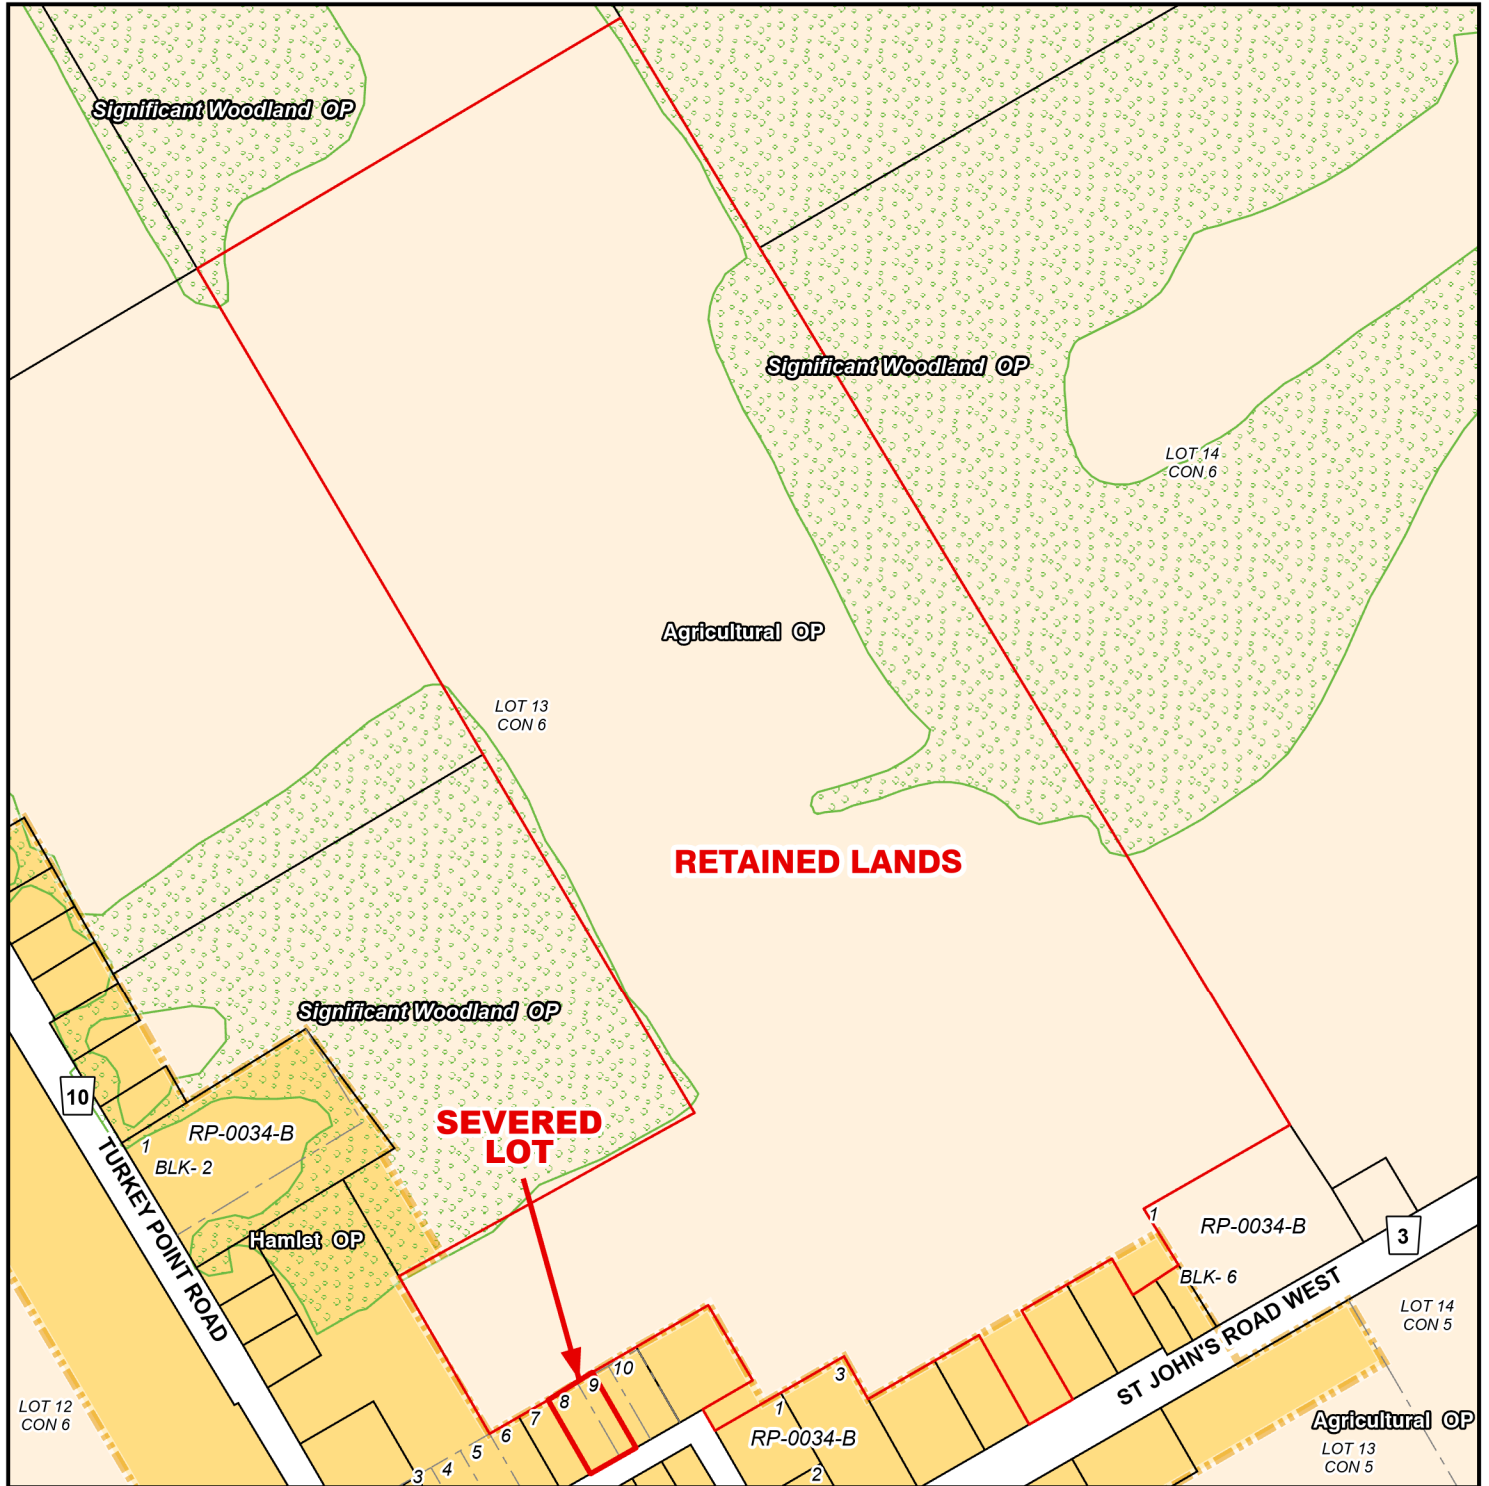 Significant Woodland OP
Significant Woodland OP
LOT 14
CON 6
Agricultural OP
LOT 13
CON 6
RETAINED LANDS
Significant Woodland OP
10
SEVERED
LOT
1
RP-0034-B
BLK- 2
TURKEY POINT ROAD
Hamlet OP
1
RP-0034-B
3
BLK- 6
ST JOHN'S ROAD WEST
LOT 14
CON 5
10
9
8
7
6
5
4
3
3
1
RP-0034-B
2
LOT 12
CON 6
Agricultural OP
LOT 13
CON 5